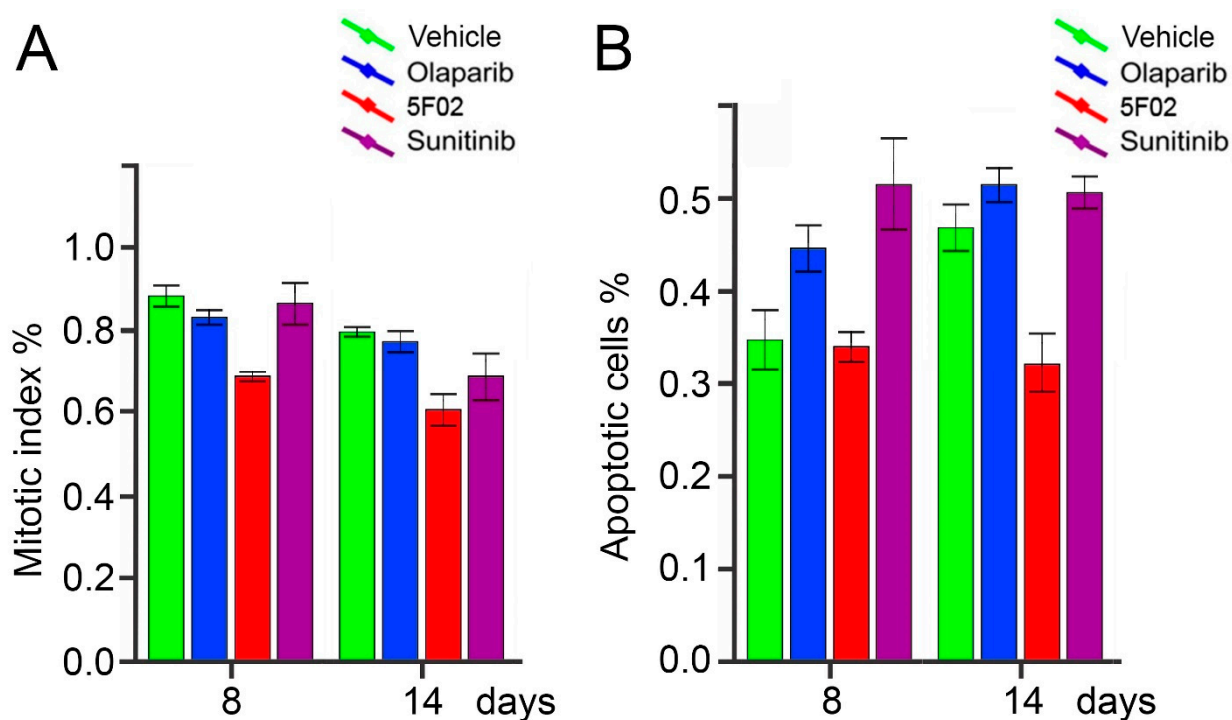 A
Vehicle
Olaparib
5F02
Sunitinib
Mitotic index %
1.0
0.8
0.6
0.4
0.2
0.0
8 14 days
B
Vehicle
Olaparib
5F02
Sunitinib
Apoptotic cells %
0.5
0.4
0.3
0.2
0.1
0.0
8 14 days